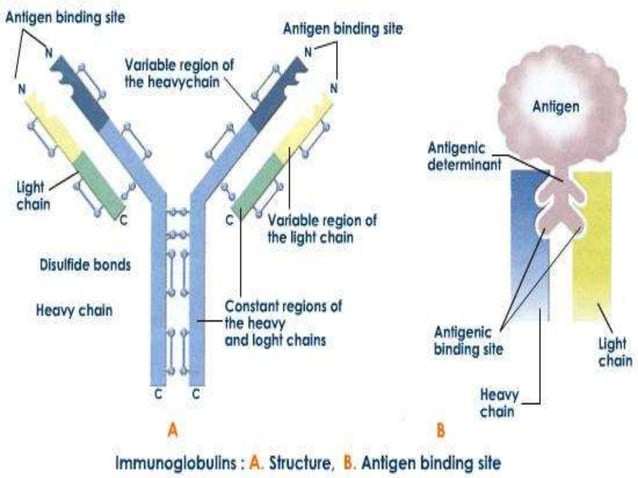 Antigen binding site
N
N
Variable region of
the heavychain
Antigen binding site
N
N
Light
chain
C
C
Variable region of
the light chain
Disulfide bonds
Heavy chain
Constant regions of
the heavy
and loght chains
C
C
A
Antigen
Antigenic
determinant
Antigenic
binding site
Light
chain
Heavy
chain
B
Immunoglobulins : A. Structure, B. Antigen binding site